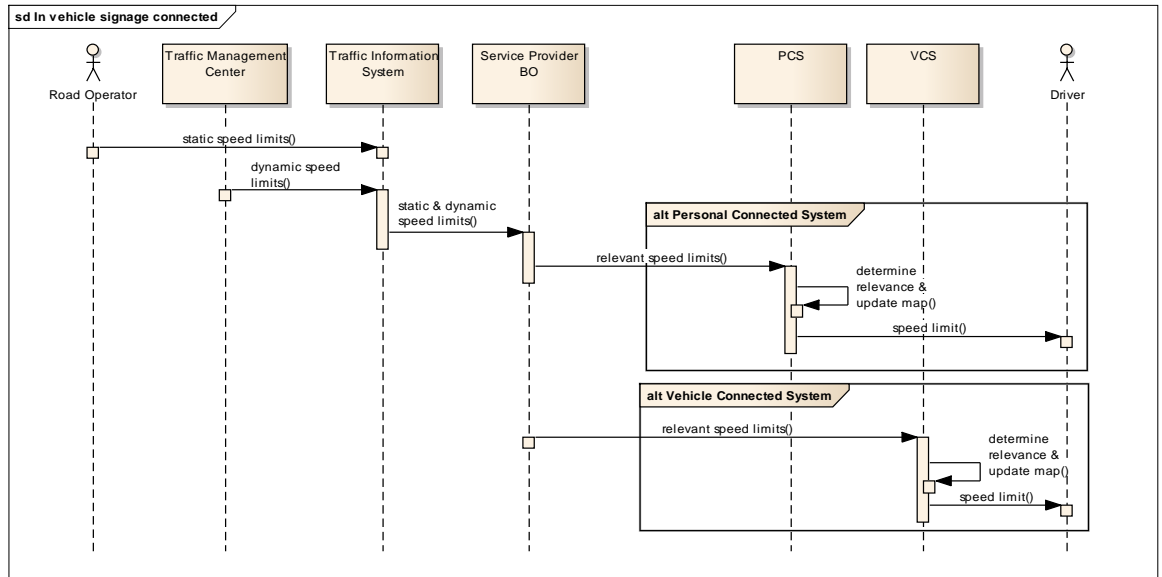 sd In vehicle signage connected
Road Operator
Traffic Management
Center
Traffic Information
System
Service Provider
BO
PCS
VCS
Driver
static speed limits()
dynamic speed
limits()
static & dynamic
speed limits()
alt Personal Connected System
relevant speed limits()
determine
relevance &
update map()
speed limit()
alt Vehicle Connected System
relevant speed limits()
determine
relevance &
update map()
speed limit()